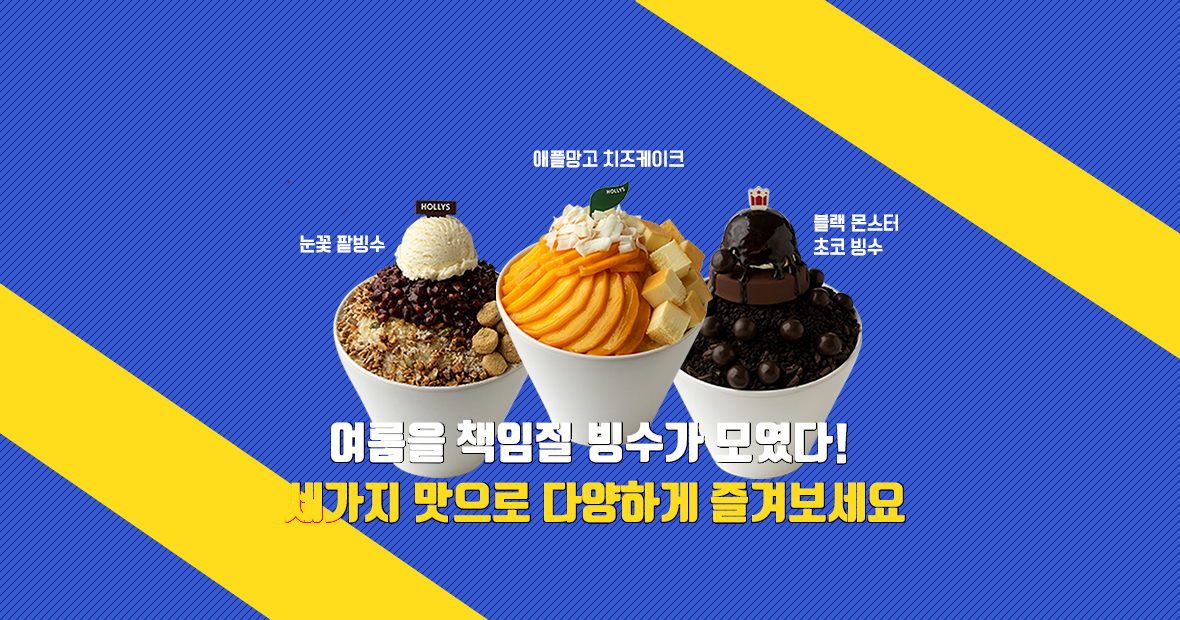 애플망고 치즈케이크
HOLLYS
HOLLYS
눈꽃 팥빙수
블랙 몬스터
초코 빙수
여름을 책임절 빙수가 모였다!
세가지 맛으로 다양하게 즐겨보세요